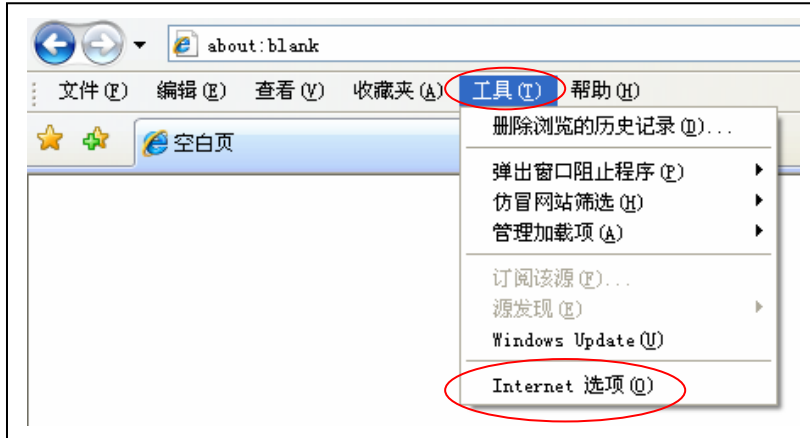 about:blank
文件(F) 编辑(E) 查看(V) 收藏夹(A) 工具(T) 帮助(H)
删除浏览的历史记录(D)...
空白页
弹出窗口阻止程序(P)
仿冒网站筛选(H)
管理加载项(A)
订阅该源(F)...
源发现(E)
Windows Update(U)
Internet 选项(O)